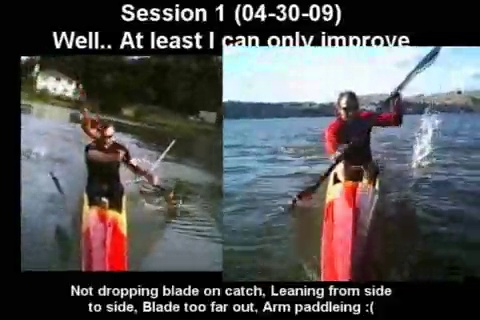 Session 1 (04-30-09)
Well.. At least I can only improve
Not dropping blade on catch, Leaning from side
to side, Blade too far out, Arm paddleing :(